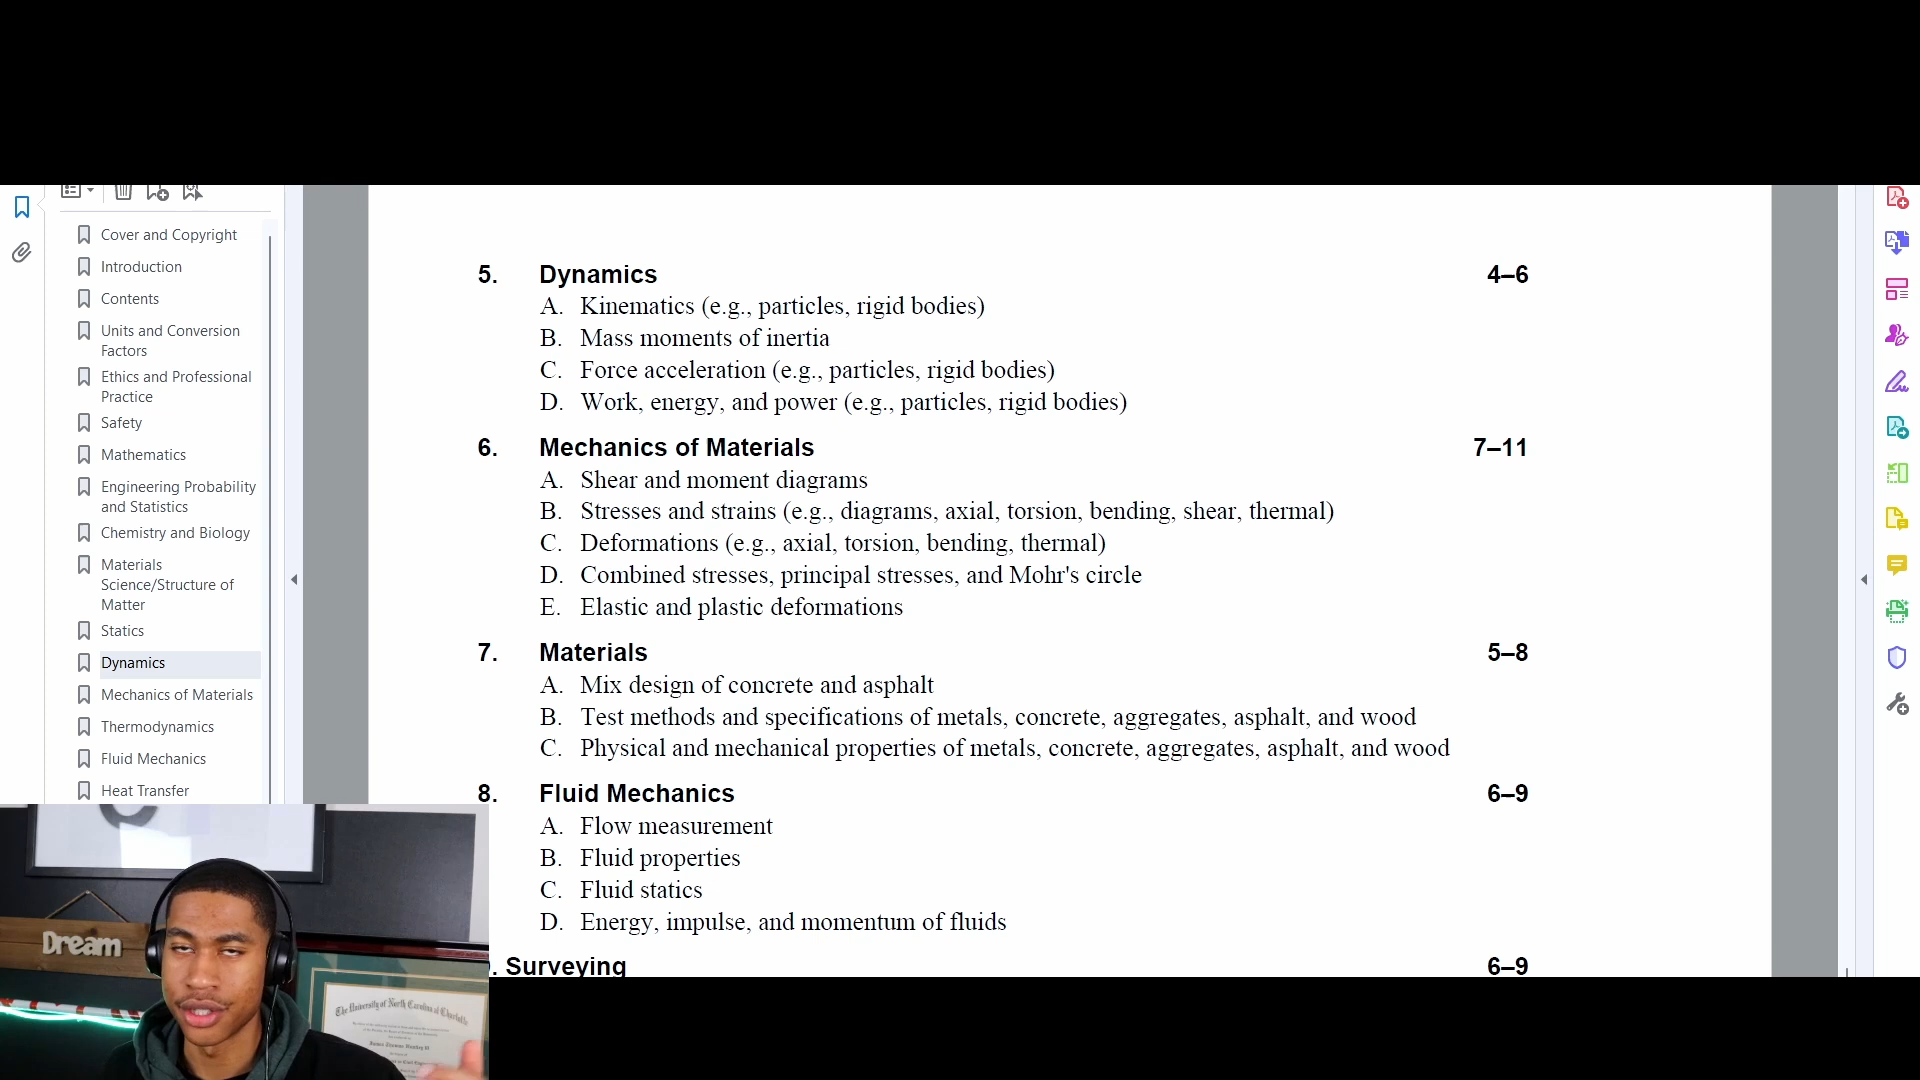 Cover and Copyright
Introduction
Contents
Units and Conversion
Factors
Ethics and Professional
Practice
Safety
Mathematics
Engineering Probability
and Statistics
Chemistry and Biology
Materials
Science/Structure of
Matter
Statics
Dynamics
Mechanics of Materials
Thermodynamics
Fluid Mechanics
Heat Transfer
5. Dynamics 4–6
A. Kinematics (e.g., particles, rigid bodies)
B. Mass moments of inertia
C. Force acceleration (e.g., particles, rigid bodies)
D. Work, energy, and power (e.g., particles, rigid bodies)
6. Mechanics of Materials 7–11
A. Shear and moment diagrams
B. Stresses and strains (e.g., diagrams, axial, torsion, bending, shear, thermal)
C. Deformations (e.g., axial, torsion, bending, thermal)
D. Combined stresses, principal stresses, and Mohr's circle
E. Elastic and plastic deformations
7. Materials 5–8
A. Mix design of concrete and asphalt
B. Test methods and specifications of metals, concrete, aggregates, asphalt, and wood
C. Physical and mechanical properties of metals, concrete, aggregates, asphalt, and wood
8. Fluid Mechanics 6–9
A. Flow measurement
B. Fluid properties
C. Fluid statics
D. Energy, impulse, and momentum of fluids
. Surveying 6–9
Dream
The University of North Carolina at Charlotte